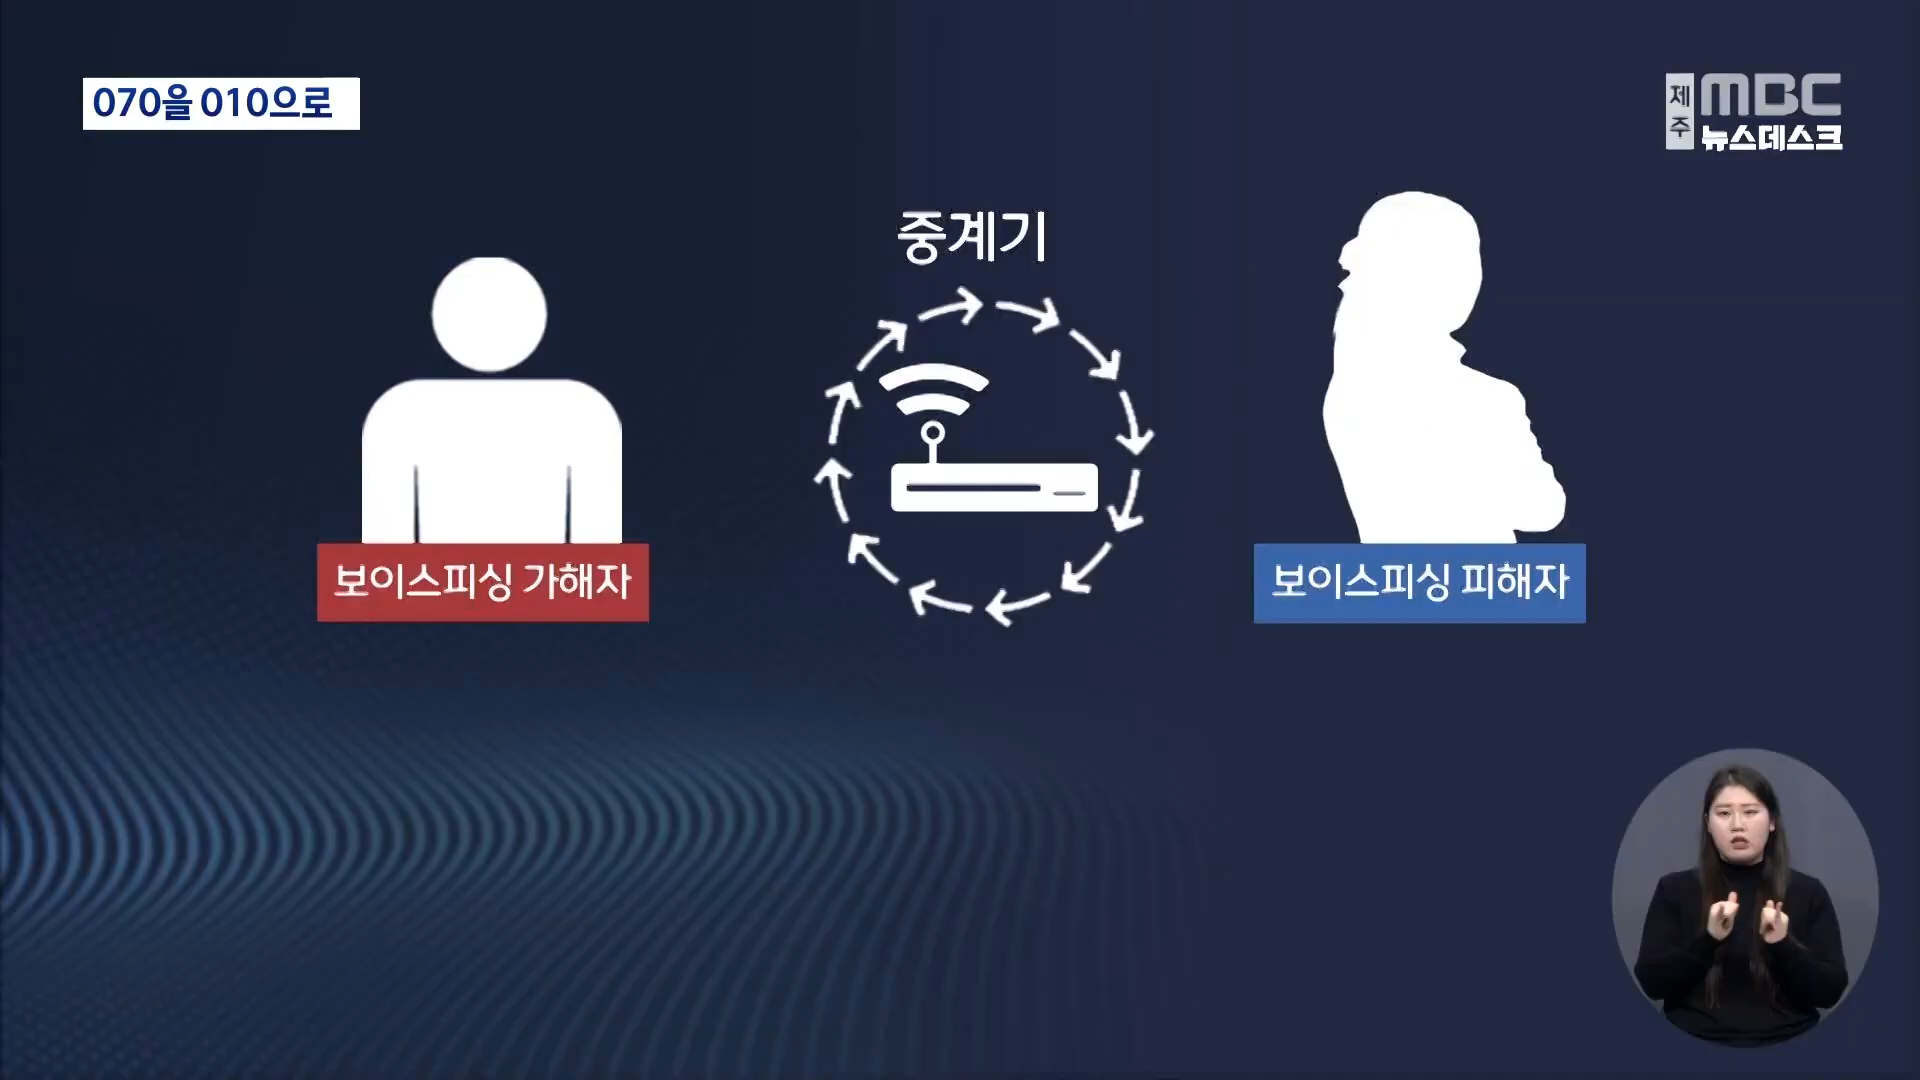 070을 010으로
제주
MBC
뉴스데스크
중계기
보이스피싱 가해자
보이스피싱 피해자